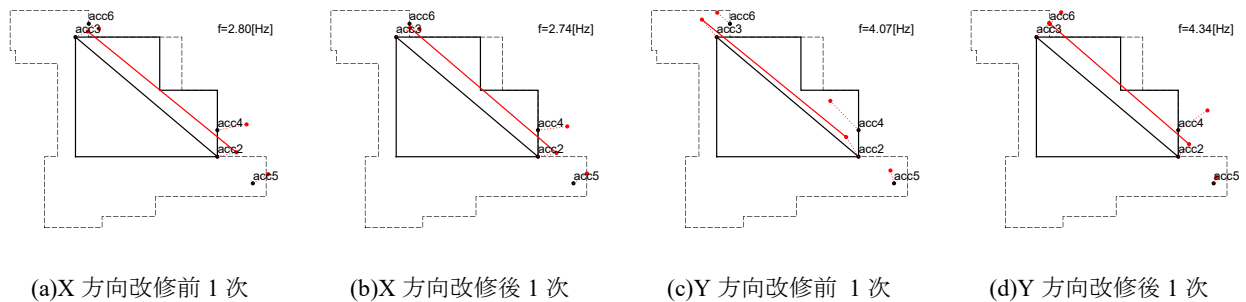 acc6
acc3
f=2.80[Hz]
acc4
acc2
acc5
(a)X 方向改修前 1 次
acc6
acc3
f=2.74[Hz]
acc4
acc2
acc5
(b)X 方向改修後 1 次
acc6
acc3
f=4.07[Hz]
acc4
acc2
acc5
(c)Y 方向改修前 1 次
acc6
acc3
f=4.34[Hz]
acc4
acc2
acc5
(d)Y 方向改修後 1 次